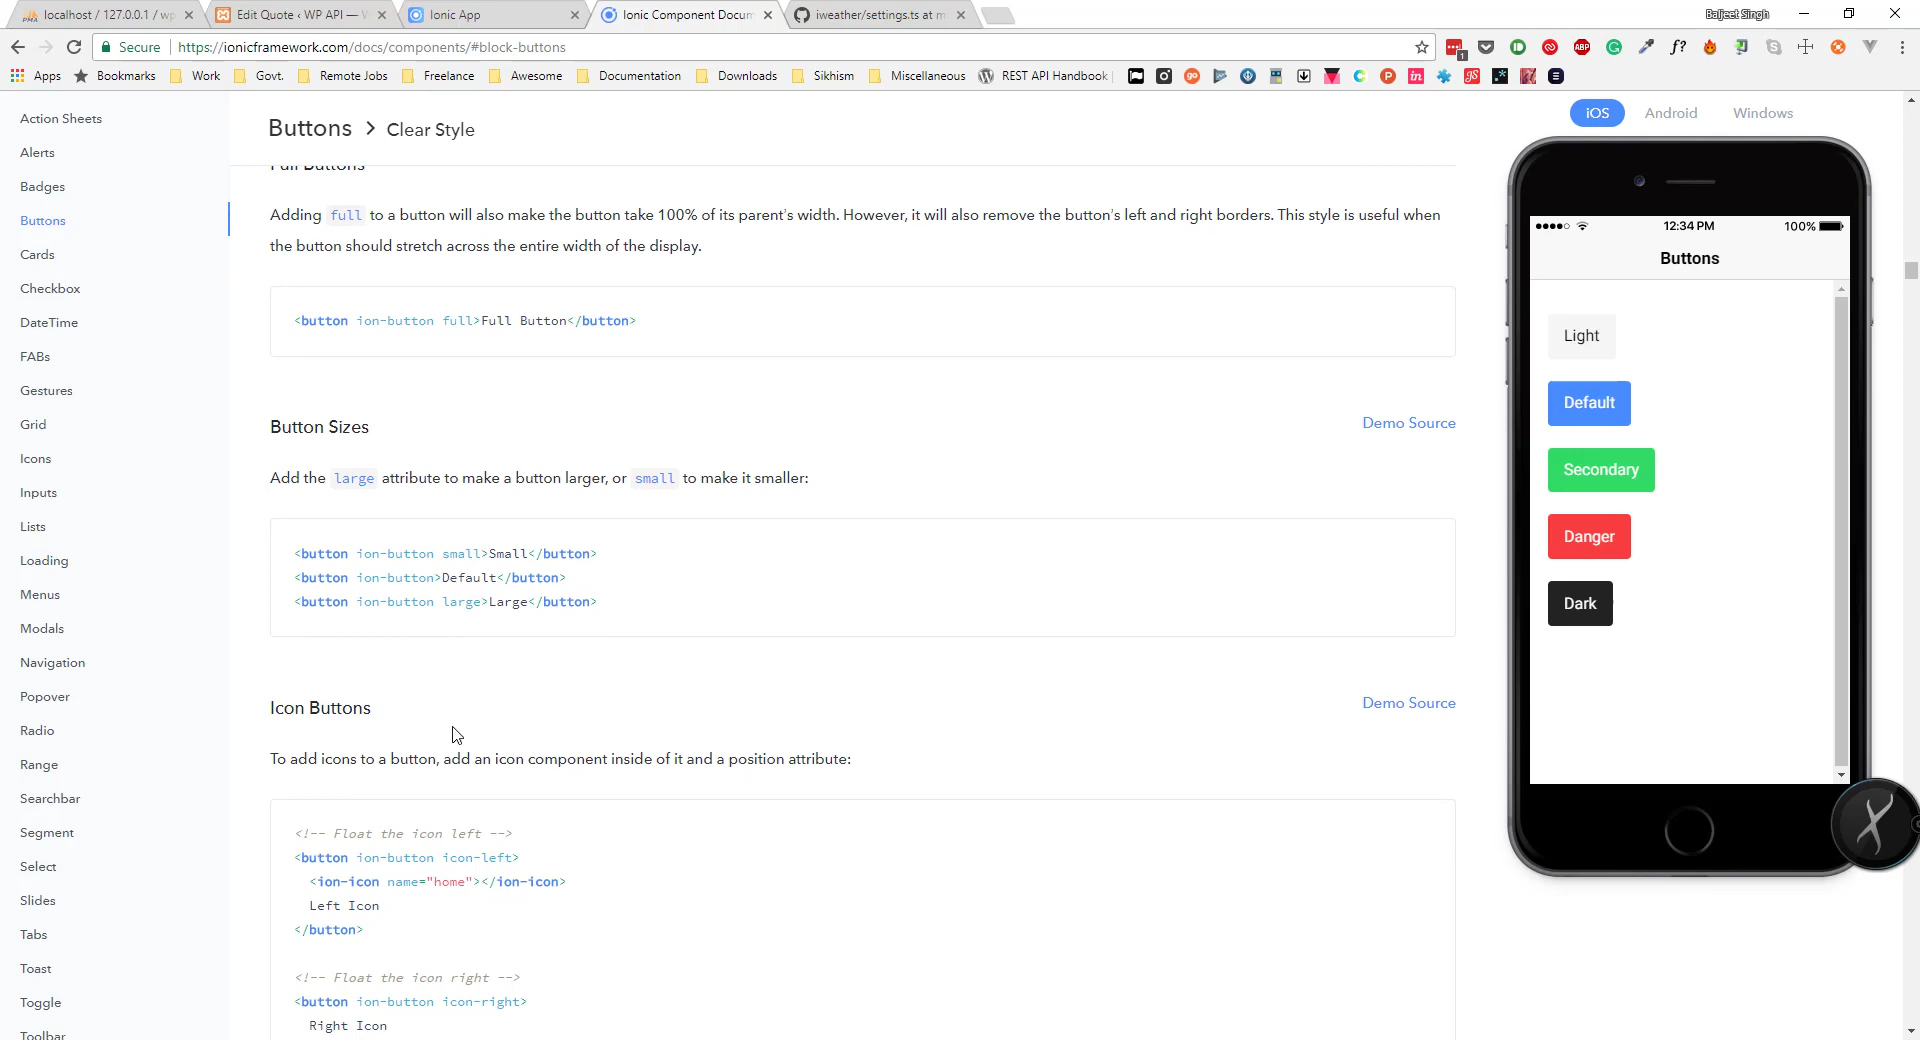 localhost / 127.0.0.1 / wp
Edit Quote ‹ WP API —
Ionic App
Ionic Component Docum
iweather/settings.ts at m
Baljeet Singh
Secure
https://ionicframework.com/docs/components/#block-buttons
1
ABP
f?
Apps
Bookmarks
Work
Govt.
Remote Jobs
Freelance
Awesome
Documentation
Downloads
Sikhism
Miscellaneous
REST API Handbook
Action Sheets
Alerts
Badges
Buttons
Cards
Checkbox
DateTime
FABs
Gestures
Grid
Icons
Inputs
Lists
Loading
Menus
Modals
Navigation
Popover
Radio
Range
Searchbar
Segment
Select
Slides
Tabs
Toast
Toggle
Toolbar
Buttons > Clear Style
Full Buttons
Adding full to a button will also make the button take 100% of its parent's width. However, it will also remove the button's left and right borders. This style is useful when
the button should stretch across the entire width of the display.
<button ion-button full>Full Button</button>
Button Sizes
Demo Source
Add the large attribute to make a button larger, or small to make it smaller:
<button ion-button small>Small</button>
<button ion-button>Default</button>
<button ion-button large>Large</button>
Icon Buttons
Demo Source
To add icons to a button, add an icon component inside of it and a position attribute:
<!-- Float the icon left -->
<button ion-button icon-left>
<ion-icon name="home"></ion-icon>
Left Icon
</button>
<!-- Float the icon right -->
<button ion-button icon-right>
Right Icon
iOS
Android
Windows
12:34 PM
100%
Buttons
Light
Default
Secondary
Danger
Dark